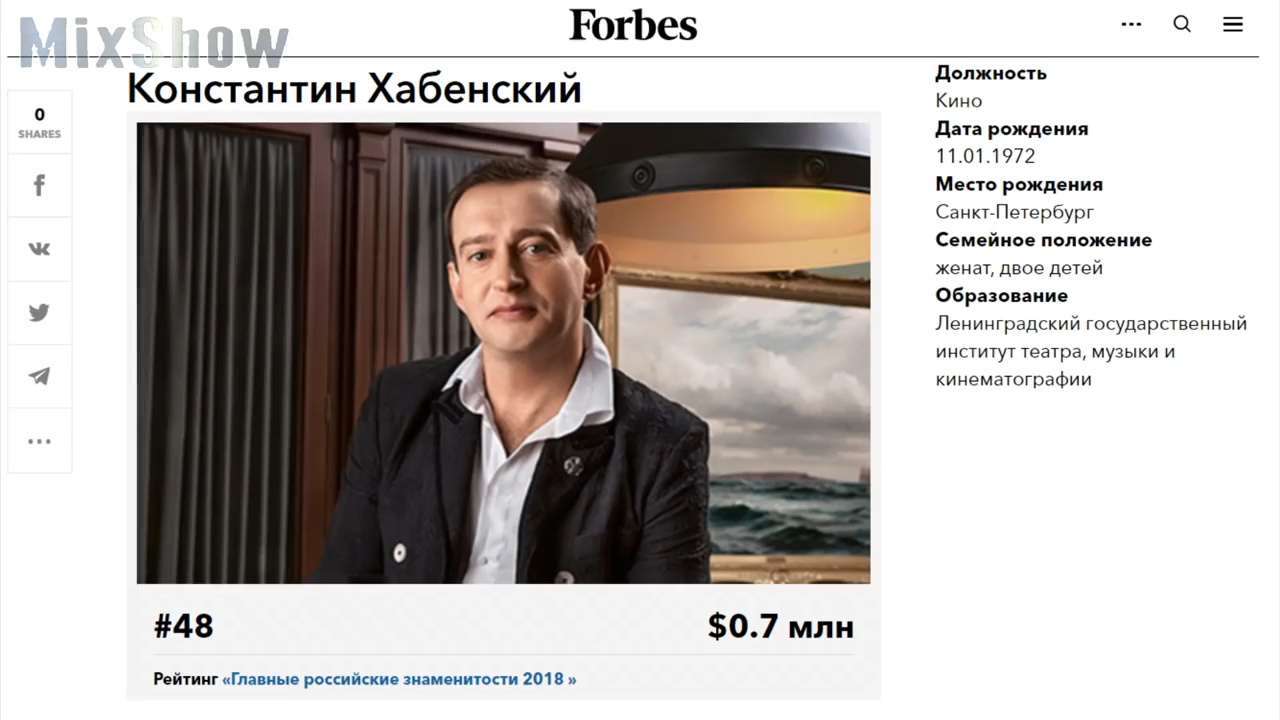 MixShow
Forbes
Константин Хабенский
0
SHARES
#48
$0.7 млн
Рейтинг «Главные российские знаменитости 2018 »
Должность
Кино
Дата рождения
11.01.1972
Место рождения
Санкт-Петербург
Семейное положение
женат, двое детей
Образование
Ленинградский государственный
институт театра, музыки и
кинематографии